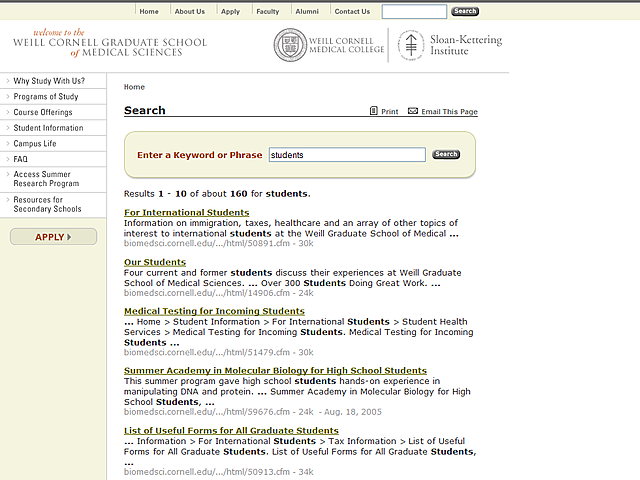 Home About Us Apply Faculty Alumni Contact Us Search
welcome to the
WEILL CORNELL GRADUATE SCHOOL
of MEDICAL SCIENCES
WEILL CORNELL
MEDICAL COLLEGE
Sloan-Kettering
Institute
Why Study With Us?
Programs of Study
Course Offerings
Student Information
Campus Life
FAQ
Access Summer
Research Program
Resources for
Secondary Schools
APPLY
Home
Search
Print Email This Page
Enter a Keyword or Phrase students Search
Results 1 - 10 of about 160 for students.
For International Students
Information on immigration, taxes, healthcare and an array of other topics of
interest to international students at the Weill Graduate School of Medical ...
biomedsci.cornell.edu/.../html/50891.cfm - 30k
Our Students
Four current and former students discuss their experiences at Weill Graduate
School of Medical Sciences. ... Over 300 Students Doing Great Work. ...
biomedsci.cornell.edu/.../html/14906.cfm - 24k
Medical Testing for Incoming Students
... Home > Student Information > For International Students > Student Health
Services > Medical Testing for Incoming Students. Medical Testing for Incoming
Students ...
biomedsci.cornell.edu/.../html/51479.cfm - 30k
Summer Academy in Molecular Biology for High School Students
This summer program gave high school students hands-on experience in
manipulating DNA and protein. ... Summer Academy in Molecular Biology for High
School Students, ...
biomedsci.cornell.edu/.../html/59676.cfm - 24k - Aug. 18, 2005
List of Useful Forms for All Graduate Students
... Information > For International Students > Tax Information > List of Useful
Forms for All Graduate Students. List of Useful Forms for All Graduate Students,
...
biomedsci.cornell.edu/.../html/50913.cfm - 34k